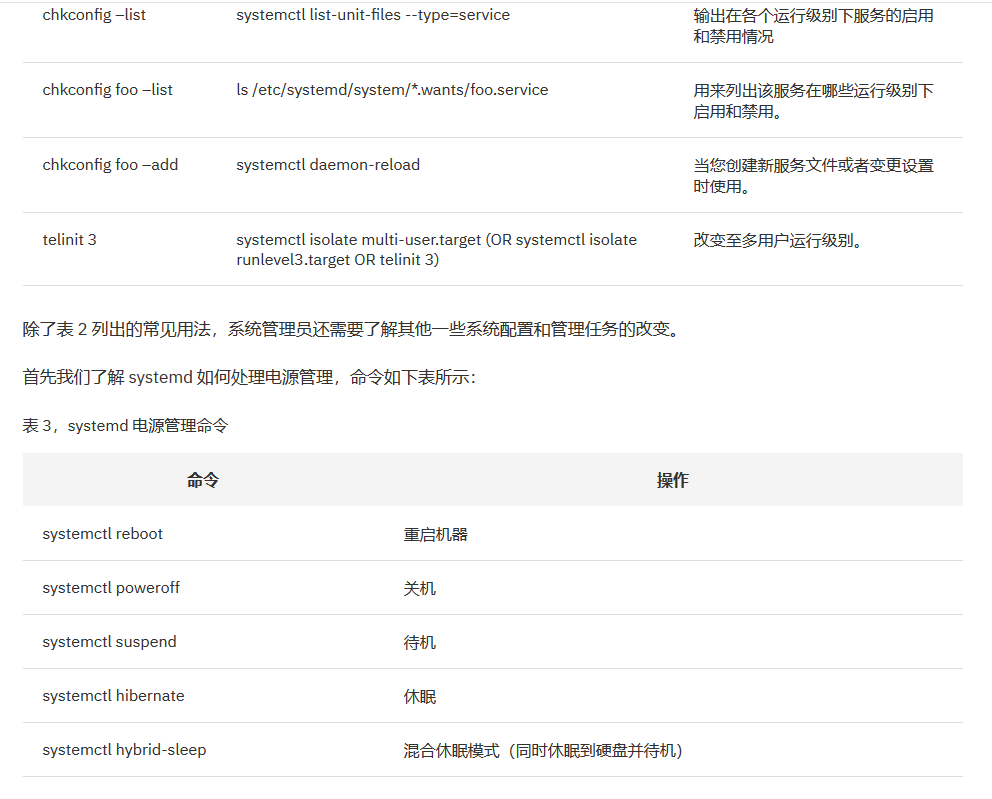 chkconfig –list systemctl list-unit-files --type=service 输出在各个运行级别下服务的启用
和禁用情况
chkconfig foo –list ls /etc/systemd/system/*.wants/foo.service 用来列出该服务在哪些运行级别下
启用和禁用。
chkconfig foo –add systemctl daemon-reload 当您创建新服务文件或者变更设置
时使用。
telinit 3 systemctl isolate multi-user.target (OR systemctl isolate 改变至多用户运行级别。
runlevel3.target OR telinit 3)
除了表 2 列出的常见用法，系统管理员还需要了解其他一些系统配置和管理任务的改变。
首先我们了解 systemd 如何处理电源管理，命令如下表所示：
表 3，systemd 电源管理命令
命令 操作
systemctl reboot 重启机器
systemctl poweroff 关机
systemctl suspend 待机
systemctl hibernate 休眠
systemctl hybrid-sleep 混合休眠模式（同时休眠到硬盘并待机）